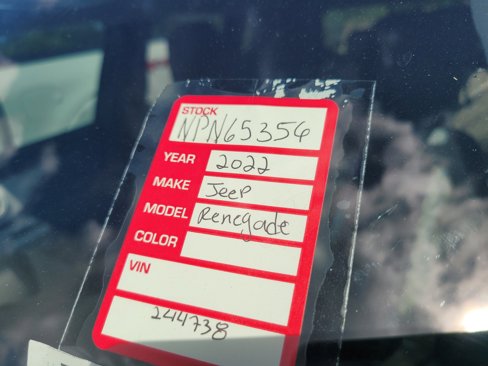 STOCK
NPN65356
YEAR 2022
MAKE Jeep
MODEL Renegade
COLOR
VIN
244738